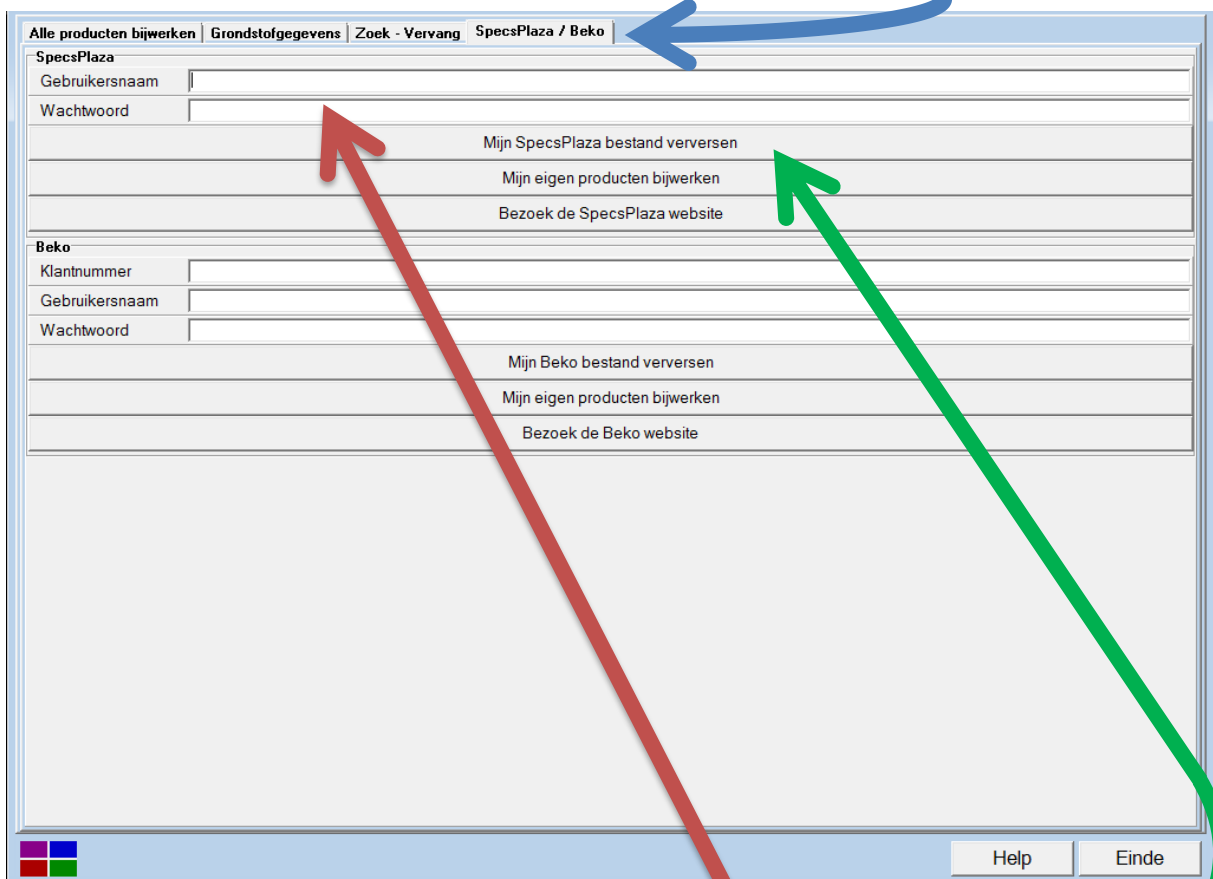 Alle producten bijwerken Grondstofgegevens Zoek - Vervang SpecsPlaza / Beko
SpecsPlaza
Gebruikersnaam
Wachtwoord
Mijn SpecsPlaza bestand verversen
Mijn eigen producten bijwerken
Bezoek de SpecsPlaza website
Beko
Klantnummer
Gebruikersnaam
Wachtwoord
Mijn Beko bestand verversen
Mijn eigen producten bijwerken
Bezoek de Beko website
Help Einde